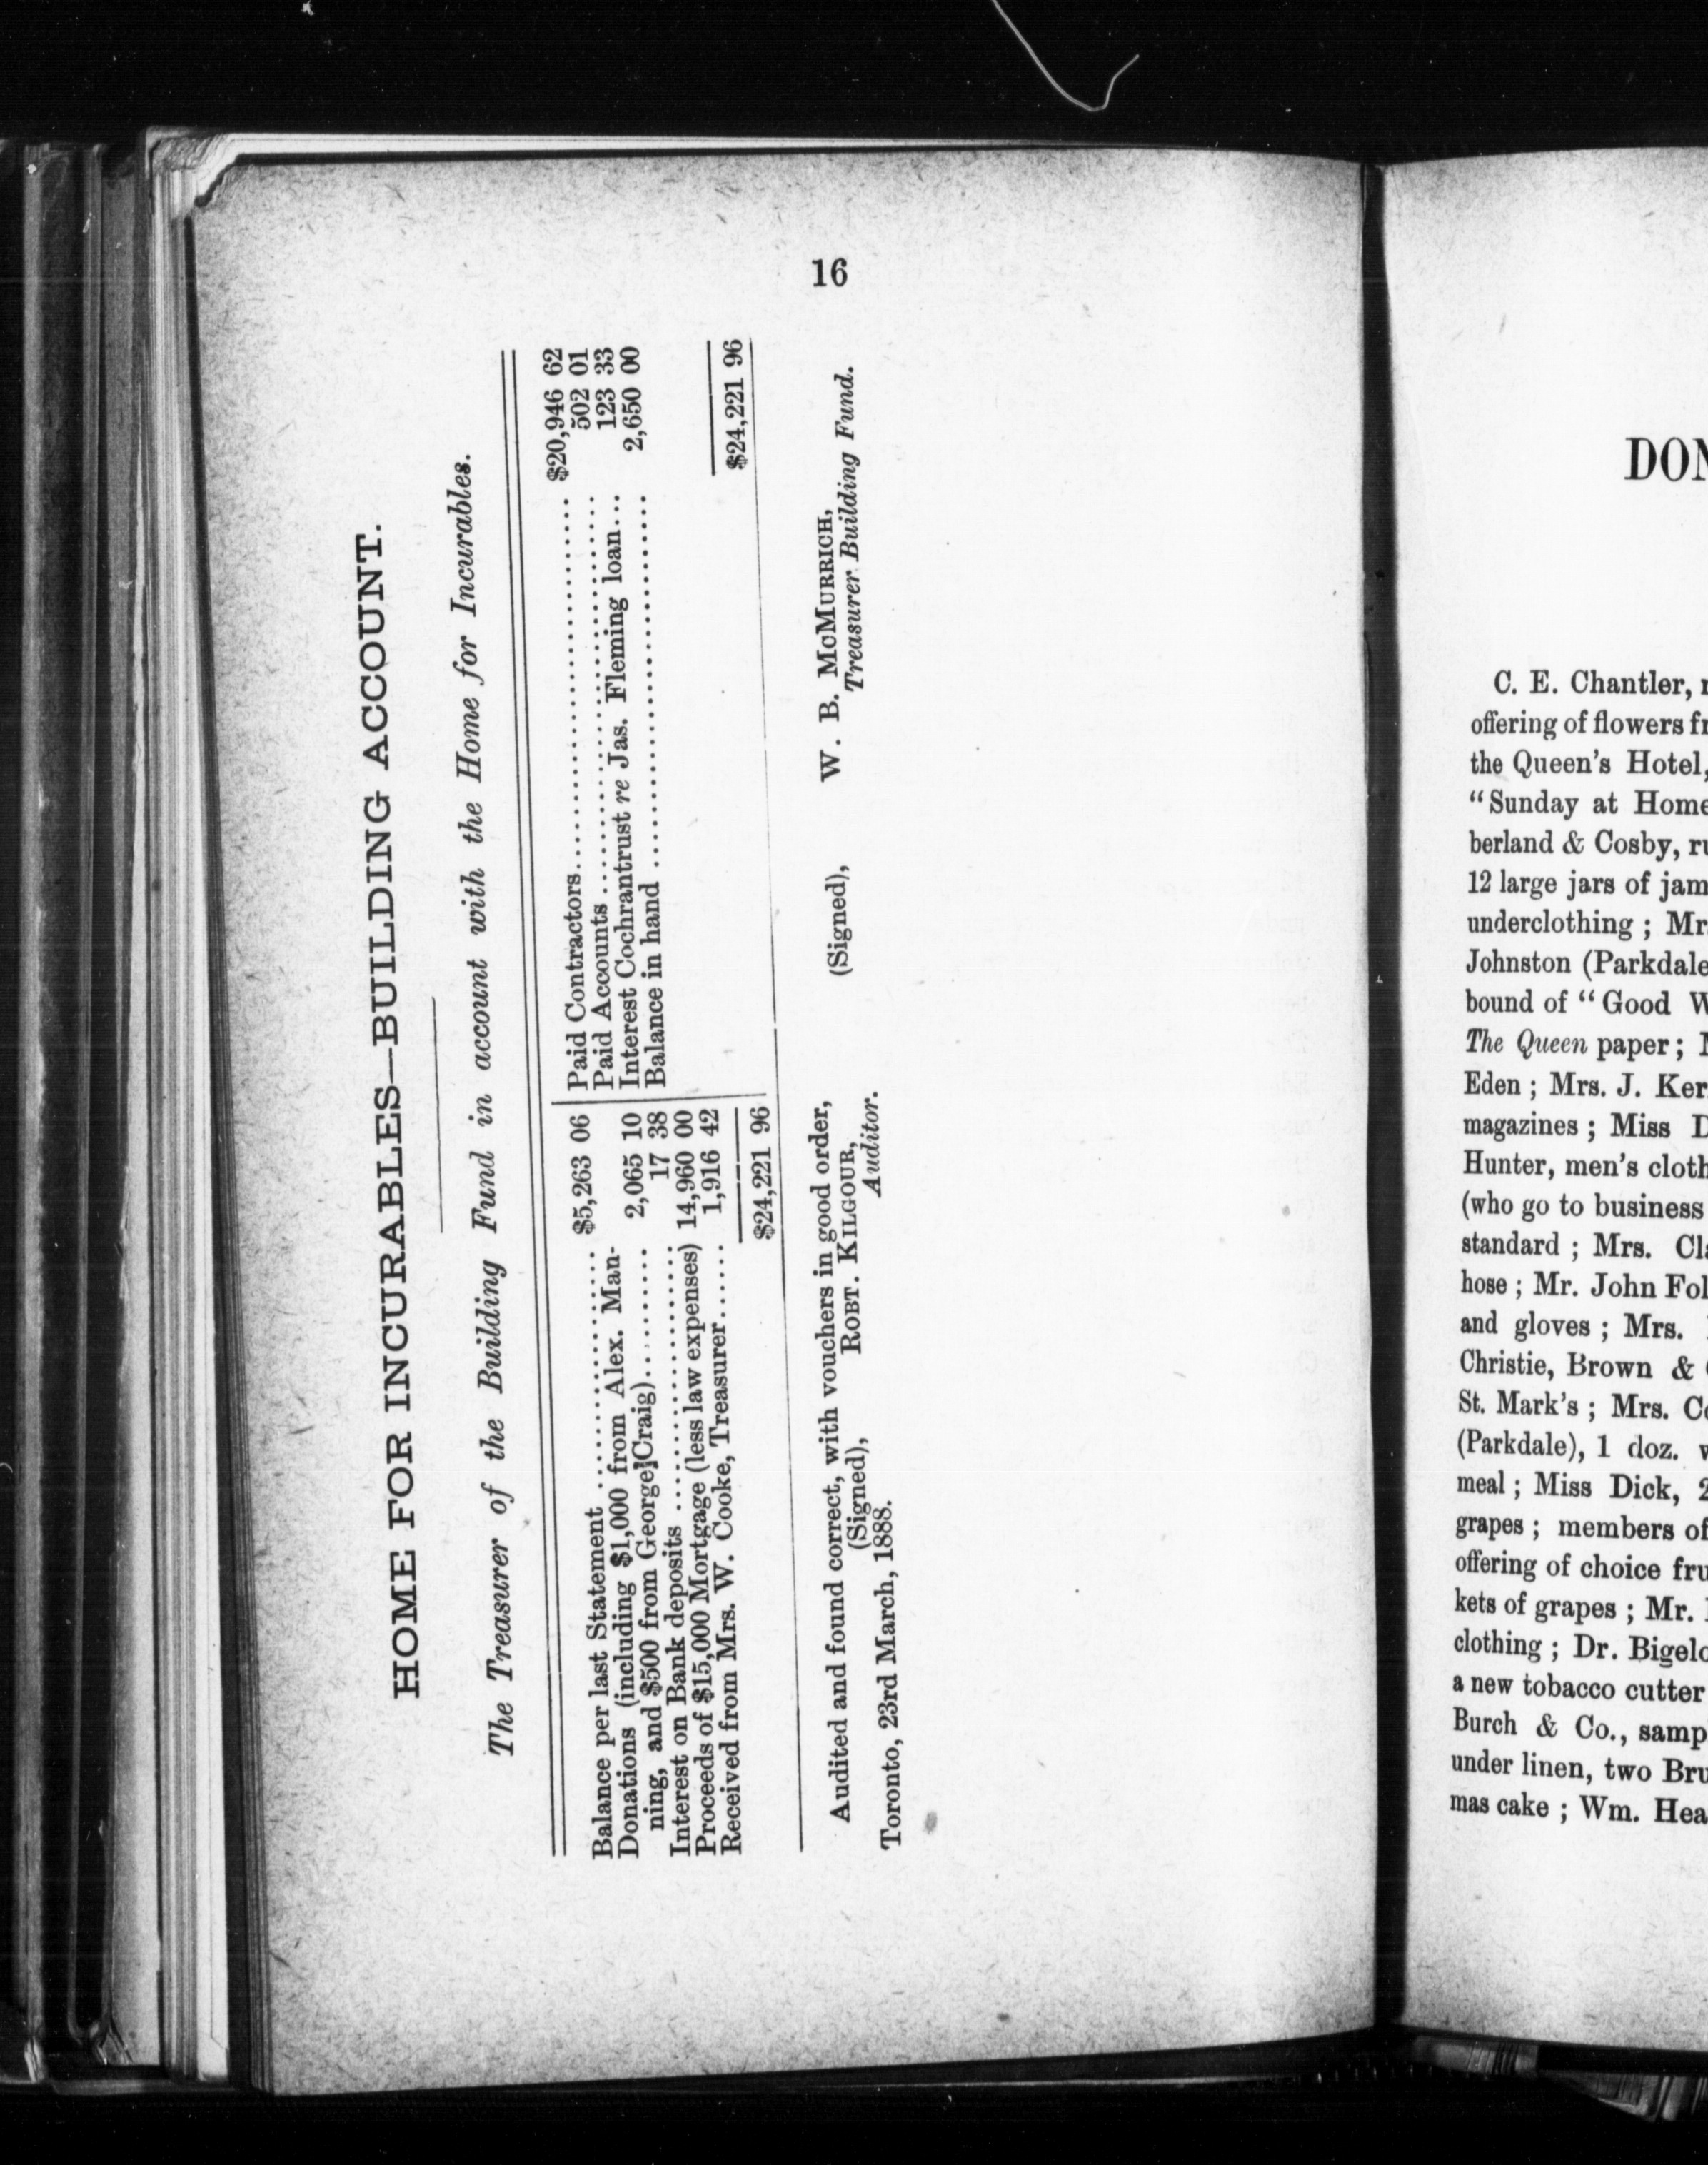 16
HOME FOR INCURABLES—BUILDING ACCOUNT.
The Treasurer of the Building Fund in account with the Home for Incurables.
Balance per last Statement .................... $5,263 06
Donations (including $1,000 from Alex. Man-
ning, and $500 from George Craig)......... 2,065 10
Interest on Bank deposits .................... 17 38
Proceeds of $15,000 Mortgage (less law expenses) 14,960 00
Received from Mrs. W. Cooke, Treasurer...... 1,916 42
$24,221 96
Paid Contractors.............................. $20,946 62
Paid Accounts .............................. 502 01
Interest Cochrantrust re Jas. Fleming loan... 123 33
Balance in hand .............................. 2,650 00
$24,221 96
Audited and found correct, with vouchers in good order,
(Signed), ROBT. KILGOUR,
Auditor.
Toronto, 23rd March, 1888.
(Signed), W. B. MCMURRICH,
Treasurer Building Fund.
DON
C. E. Chantler,
offering of flowers fr
the Queen's Hotel,
"Sunday at Home
berland & Cosby, ru
12 large jars of jam
underclothing ; Mr
Johnston (Parkdale
bound of "Good W
The Queen paper ;
Eden ; Mrs. J. Ker
magazines ; Miss D
Hunter, men's cloth
(who go to business
standard ; Mrs. Cla
hose ; Mr. John Fol
and gloves ; Mrs.
Christie, Brown &
St. Mark's ; Mrs. Co
(Parkdale), 1 doz. w
meal ; Miss Dick, 2
grapes ; members of
offering of choice fru
kets of grapes ; Mr.
clothing ; Dr. Bigelo
a new tobacco cutter
Burch & Co., samp
under linen, two Bru
mas cake ; Wm. Hea